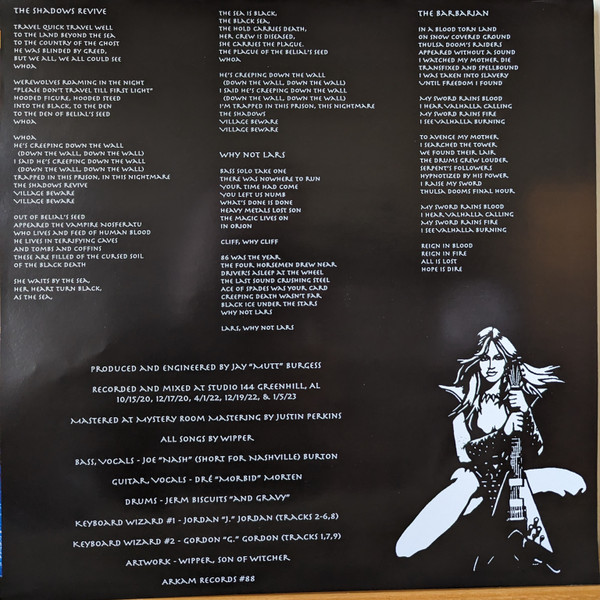 THE SHADOWS REVIVE
TRAVEL QUICK TRAVEL WELL
TO THE LAND BEYOND THE SEA
TO THE COUNTRY OF THE GHOST
HE WAS BLINDED BY GREED,
BUT WE ALL, WE ALL COULD SEE
WHOA
WEREWOLVES ROAMING IN THE NIGHT
"PLEASE DON'T TRAVEL TILL FIRST LIGHT"
HOODED FIGURE, HOODED STEED
INTO THE BLACK, TO THE DEN
TO THE DEN OF BELIAL'S SEED
WHOA
WHOA
HE'S CREEPING DOWN THE WALL
(DOWN THE WALL, DOWN THE WALL)
I SAID HE'S CREEPING DOWN THE WALL
(DOWN THE WALL, DOWN THE WALL)
TRAPPED IN THIS PRISON, IN THIS NIGHTMARE
THE SHADOWS REVIVE
VILLAGE BEWARE
VILLAGE BEWARE
OUT OF BELIAL'S SEED
APPEARED THE VAMPIRE NOSFERATU
WHO LIVES AND FEED OF HUMAN BLOOD
HE LIVES IN TERRIFYING CAVES
AND TOMBS AND COFFINS
THESE ARE FILLED OF THE CURSED SOIL
OF THE BLACK DEATH
SHE WAITS BY THE SEA,
HER HEART TURN BLACK,
AS THE SEA,
THE SEA IS BLACK,
THE BLACK SEA,
THE HOLD CARRIES DEATH,
HER CREW IS DISEASED,
SHE CARRIES THE PLAGUE,
THE PLAGUE OF THE BELIAL'S SEED
WHOA
HE'S CREEPING DOWN THE WALL
(DOWN THE WALL, DOWN THE WALL)
I SAID HE'S CREEPING DOWN THE WALL
(DOWN THE WALL, DOWN THE WALL)
I'M TRAPPED IN THIS PRISON, THIS NIGHTMARE
THE SHADOWS
VILLAGE BEWARE
VILLAGE BEWARE
WHY NOT LARS
BASS SOLO TAKE ONE
THERE WAS NOWHERE TO RUN
YOUR TIME HAD COME
YOU LEFT US NUMB
WHAT'S DONE IS DONE
HEAVY METALS LOST SON
THE MAGIC LIVES ON
IN ORION
CLIFF, WHY CLIFF
86 WAS THE YEAR
THE FOUR HORSEMEN DREW NEAR
DRIVER'S ASLEEP AT THE WHEEL
THE LAST SOUND CRUSHING STEEL
ACE OF SPADES WAS YOUR CARD
CREEPING DEATH WASN'T FAR
BLACK ICE UNDER THE STARS
WHY NOT LARS
LARS, WHY NOT LARS
THE BARBARIAN
IN A BLOOD TORN LAND
ON SNOW COVERED GROUND
THULSA DOOM'S RAIDERS
APPEARED WITHOUT A SOUND
I WATCHED MY MOTHER DIE
TRANSFIXED AND SPELLBOUND
I WAS TAKEN INTO SLAVERY
UNTIL FREEDOM I FOUND
MY SWORD RAINS BLOOD
I HEAR VALHALLA CALLING
MY SWORD RAINS FIRE
I SEE VALHALLA BURNING
TO AVENGE MY MOTHER
I SEARCHED THE TOWER
WE FOUND THEIR LAIR
THE DRUMS GREW LOUDER
SERPENT'S FOLLOWERS
HYPNOTIZED BY HIS POWER
I RAISE MY SWORD
THULSA DOOMS FINAL HOUR
MY SWORD RAINS BLOOD
I HEAR VALHALLA CALLING
MY SWORD RAINS FIRE
I SEE VALHALLA BURNING
REIGN IN BLOOD
REIGN IN FIRE
ALL IS LOST
HOPE IS DIRE
PRODUCED AND ENGINEERED BY JAY "MUTT" BURGESS
RECORDED AND MIXED AT STUDIO 144 GREENHILL, AL
10/15/20, 12/17/20, 4/1/22, 12/19/22, & 1/5/23
MASTERED AT MYSTERY ROOM MASTERING BY JUSTIN PERKINS
ALL SONGS BY WIPPER
BASS, VOCALS - JOE "NASH" (SHORT FOR NASHVILLE) BURTON
GUITAR, VOCALS - DRÉ "MORBID" MORTEN
DRUMS - JERM BISCUITS "AND GRAVY"
KEYBOARD WIZARD #1 - JORDAN "J." JORDAN (TRACKS 2-6,8)
KEYBOARD WIZARD #2 - GORDON "G." GORDON (TRACKS 1,7,9)
ARTWORK - WIPPER, SON OF WITCHER
ARKAM RECORDS #88